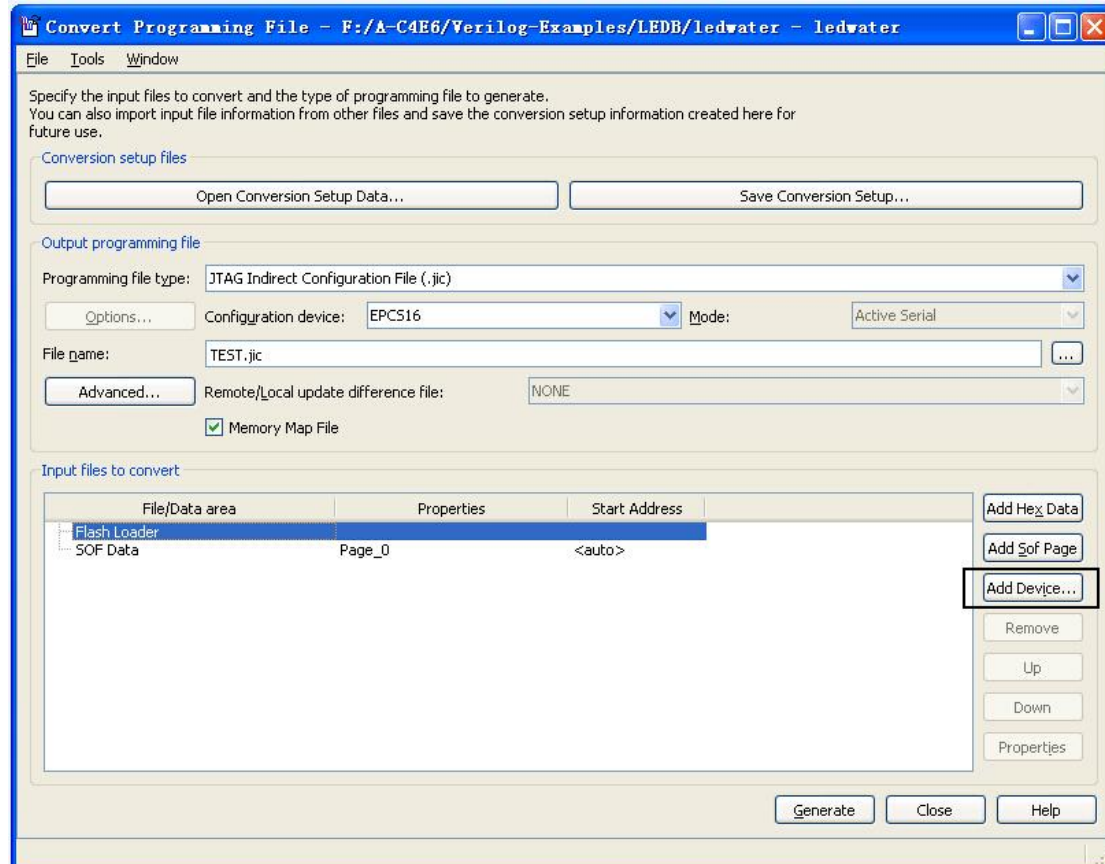 Convert Programming File - F:/A-C4E6/Verilog-Examples/LEDB/ledwater - ledwater
File Tools Window
Specify the input files to convert and the type of programming file to generate.
You can also import input file information from other files and save the conversion setup information created here for
future use.
Conversion setup files
Open Conversion Setup Data... Save Conversion Setup...
Output programming file
Programming file type: JTAG Indirect Configuration File (.jic)
Options... Configuration device: EPCS16 Mode: Active Serial
File name: TEST.jic ...
Advanced... Remote/Local update difference file: NONE
Memory Map File
Input files to convert
File/Data area Properties Start Address
Add Hex Data
Flash Loader
SOF Data Page_0 <auto>
Add Sof Page
Add Device...
Remove
Up
Down
Properties
Generate Close Help